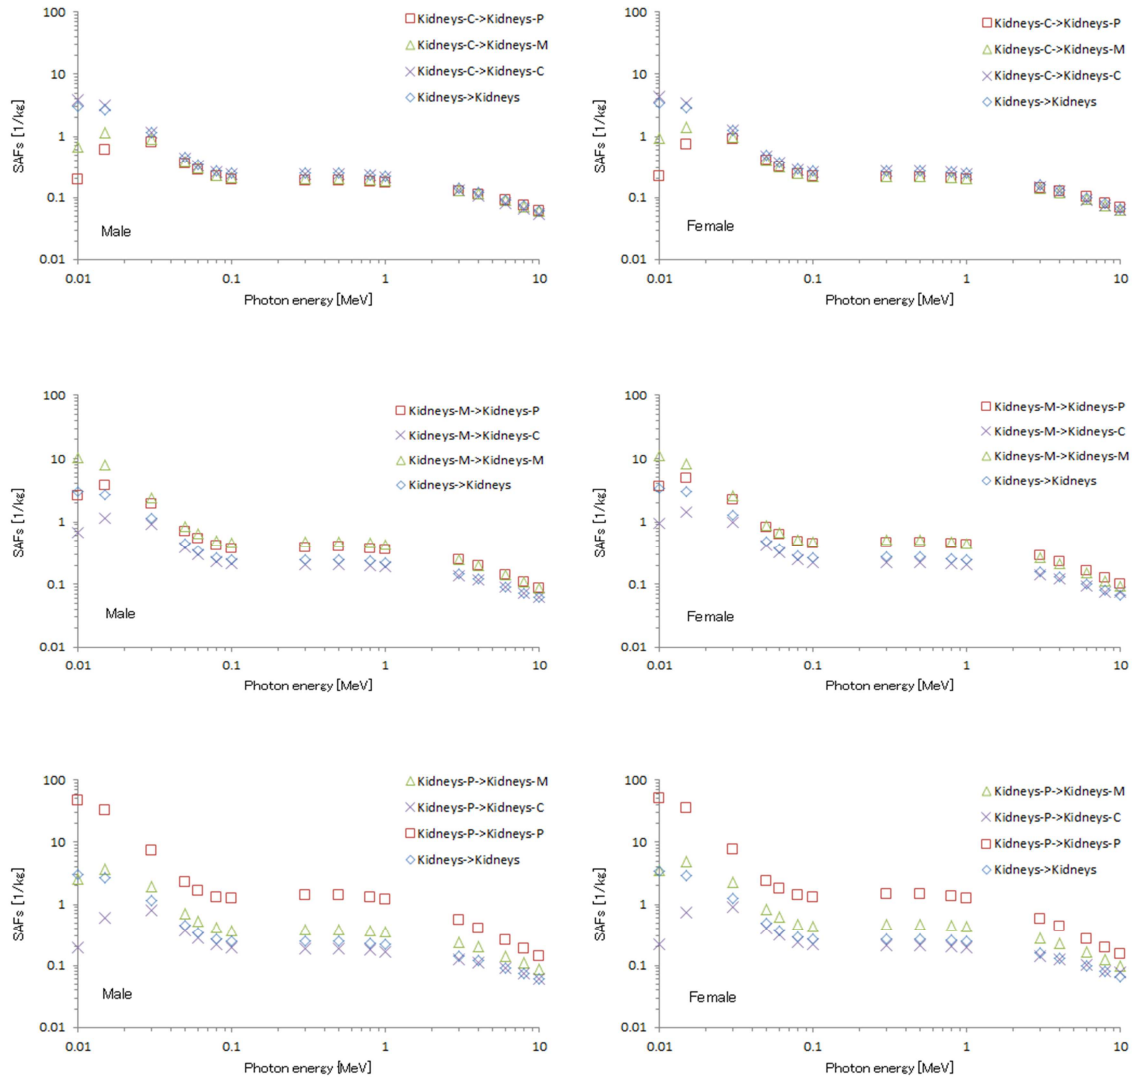 100
10
1
0.1
0.01
SAFs [1/kg]
Kidneys-C->Kidneys-P
Kidneys-C->Kidneys-M
Kidneys-C->Kidneys-C
Kidneys->Kidneys
Male
0.01 0.1 1 10
Photon energy [MeV]
100
10
1
0.1
0.01
SAFs [1/kg]
Kidneys-C->Kidneys-P
Kidneys-C->Kidneys-M
Kidneys-C->Kidneys-C
Kidneys->Kidneys
Female
0.01 0.1 1 10
Photon energy [MeV]
100
10
1
0.1
0.01
SAFs [1/kg]
Kidneys-M->Kidneys-P
Kidneys-M->Kidneys-C
Kidneys-M->Kidneys-M
Kidneys->Kidneys
Male
0.01 0.1 1 10
Photon energy [MeV]
100
10
1
0.1
0.01
SAFs [1/kg]
Kidneys-M->Kidneys-P
Kidneys-M->Kidneys-C
Kidneys-M->Kidneys-M
Kidneys->Kidneys
Female
0.01 0.1 1 10
Photon energy [MeV]
100
10
1
0.1
0.01
SAFs [1/kg]
Kidneys-P->Kidneys-M
Kidneys-P->Kidneys-C
Kidneys-P->Kidneys-P
Kidneys->Kidneys
Male
0.01 0.1 1 10
Photon energy [MeV]
100
10
1
0.1
0.01
SAFs [1/kg]
Kidneys-P->Kidneys-M
Kidneys-P->Kidneys-C
Kidneys-P->Kidneys-P
Kidneys->Kidneys
Female
0.01 0.1 1 10
Photon energy [MeV]